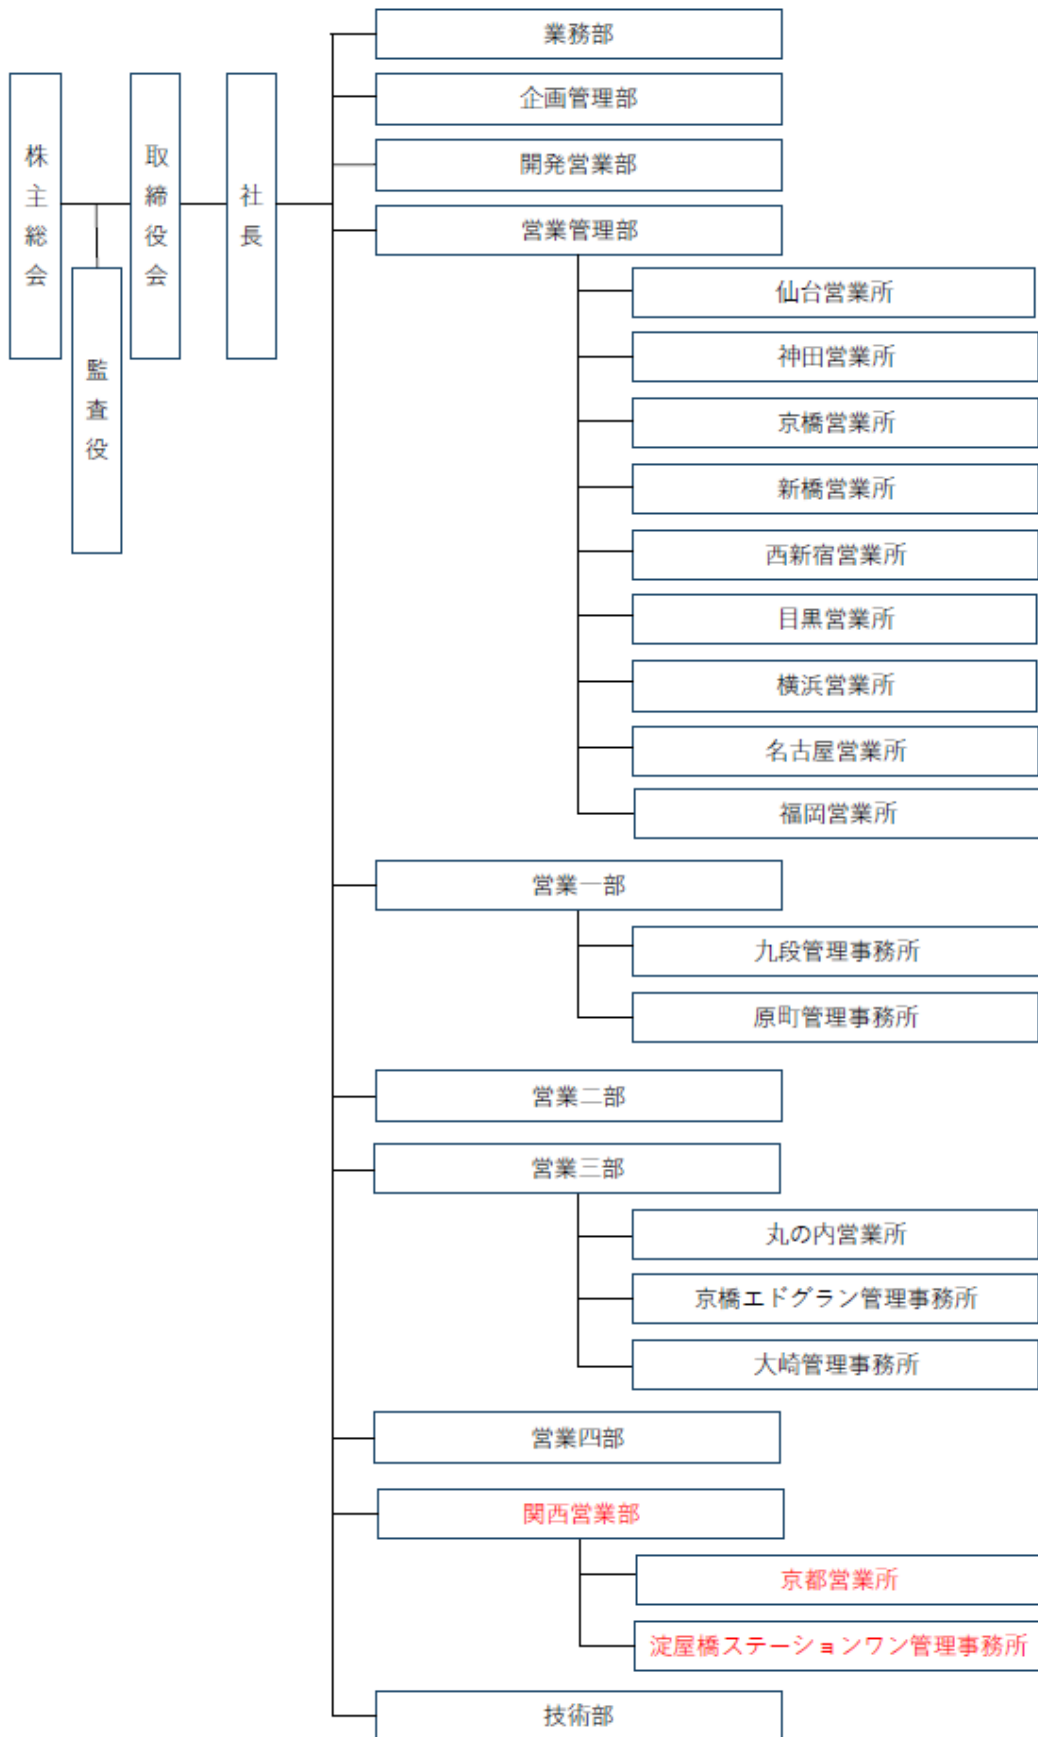 株主総会
監査役
取締役会
社長
業務部
企画管理部
開発営業部
営業管理部
仙台営業所
神田営業所
京橋営業所
新橋営業所
西新宿営業所
目黒営業所
横浜営業所
名古屋営業所
福岡営業所
営業一部
九段管理事務所
原町管理事務所
営業二部
営業三部
丸の内営業所
京橋エドグラン管理事務所
大崎管理事務所
営業四部
関西営業部
京都営業所
淀屋橋ステーションワン管理事務所
技術部